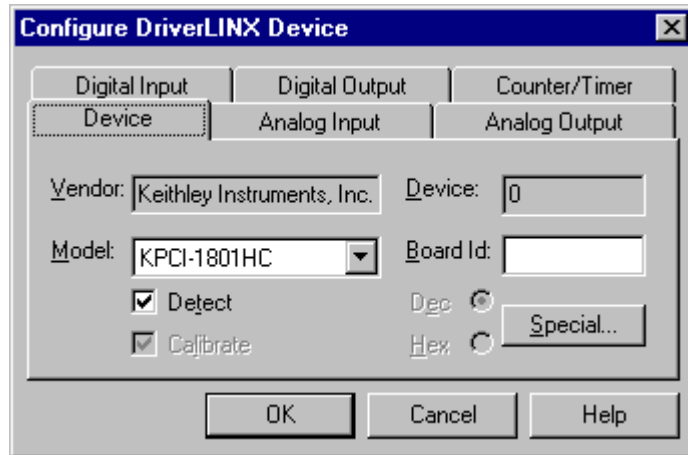 Configure DriverLINX Device
Digital Input Digital Output Counter/Timer
Device Analog Input Analog Output
Vendor: Keithley Instruments, Inc. Device: 0
Model: KPCI-1801HC Board Id:
Detect Dec
Special...
Calibrate Hex
OK Cancel Help